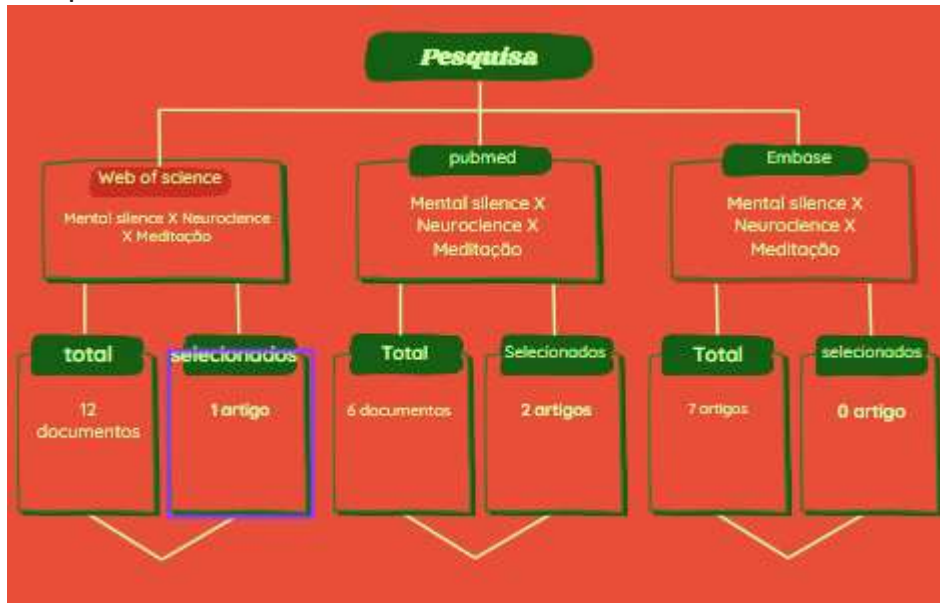 Pesquisa
Web of science
Mental silence X Neurocience
X Meditação
pubmed
Mental silence X
Neurocience X
Meditação
Embase
Mental silence X
Neurocience X
Meditação
total
12
documentos
selecionados
1 artigo
Total
6 documentos
Selecionados
2 artigos
Total
7 artigos
selecionados
0 artigo